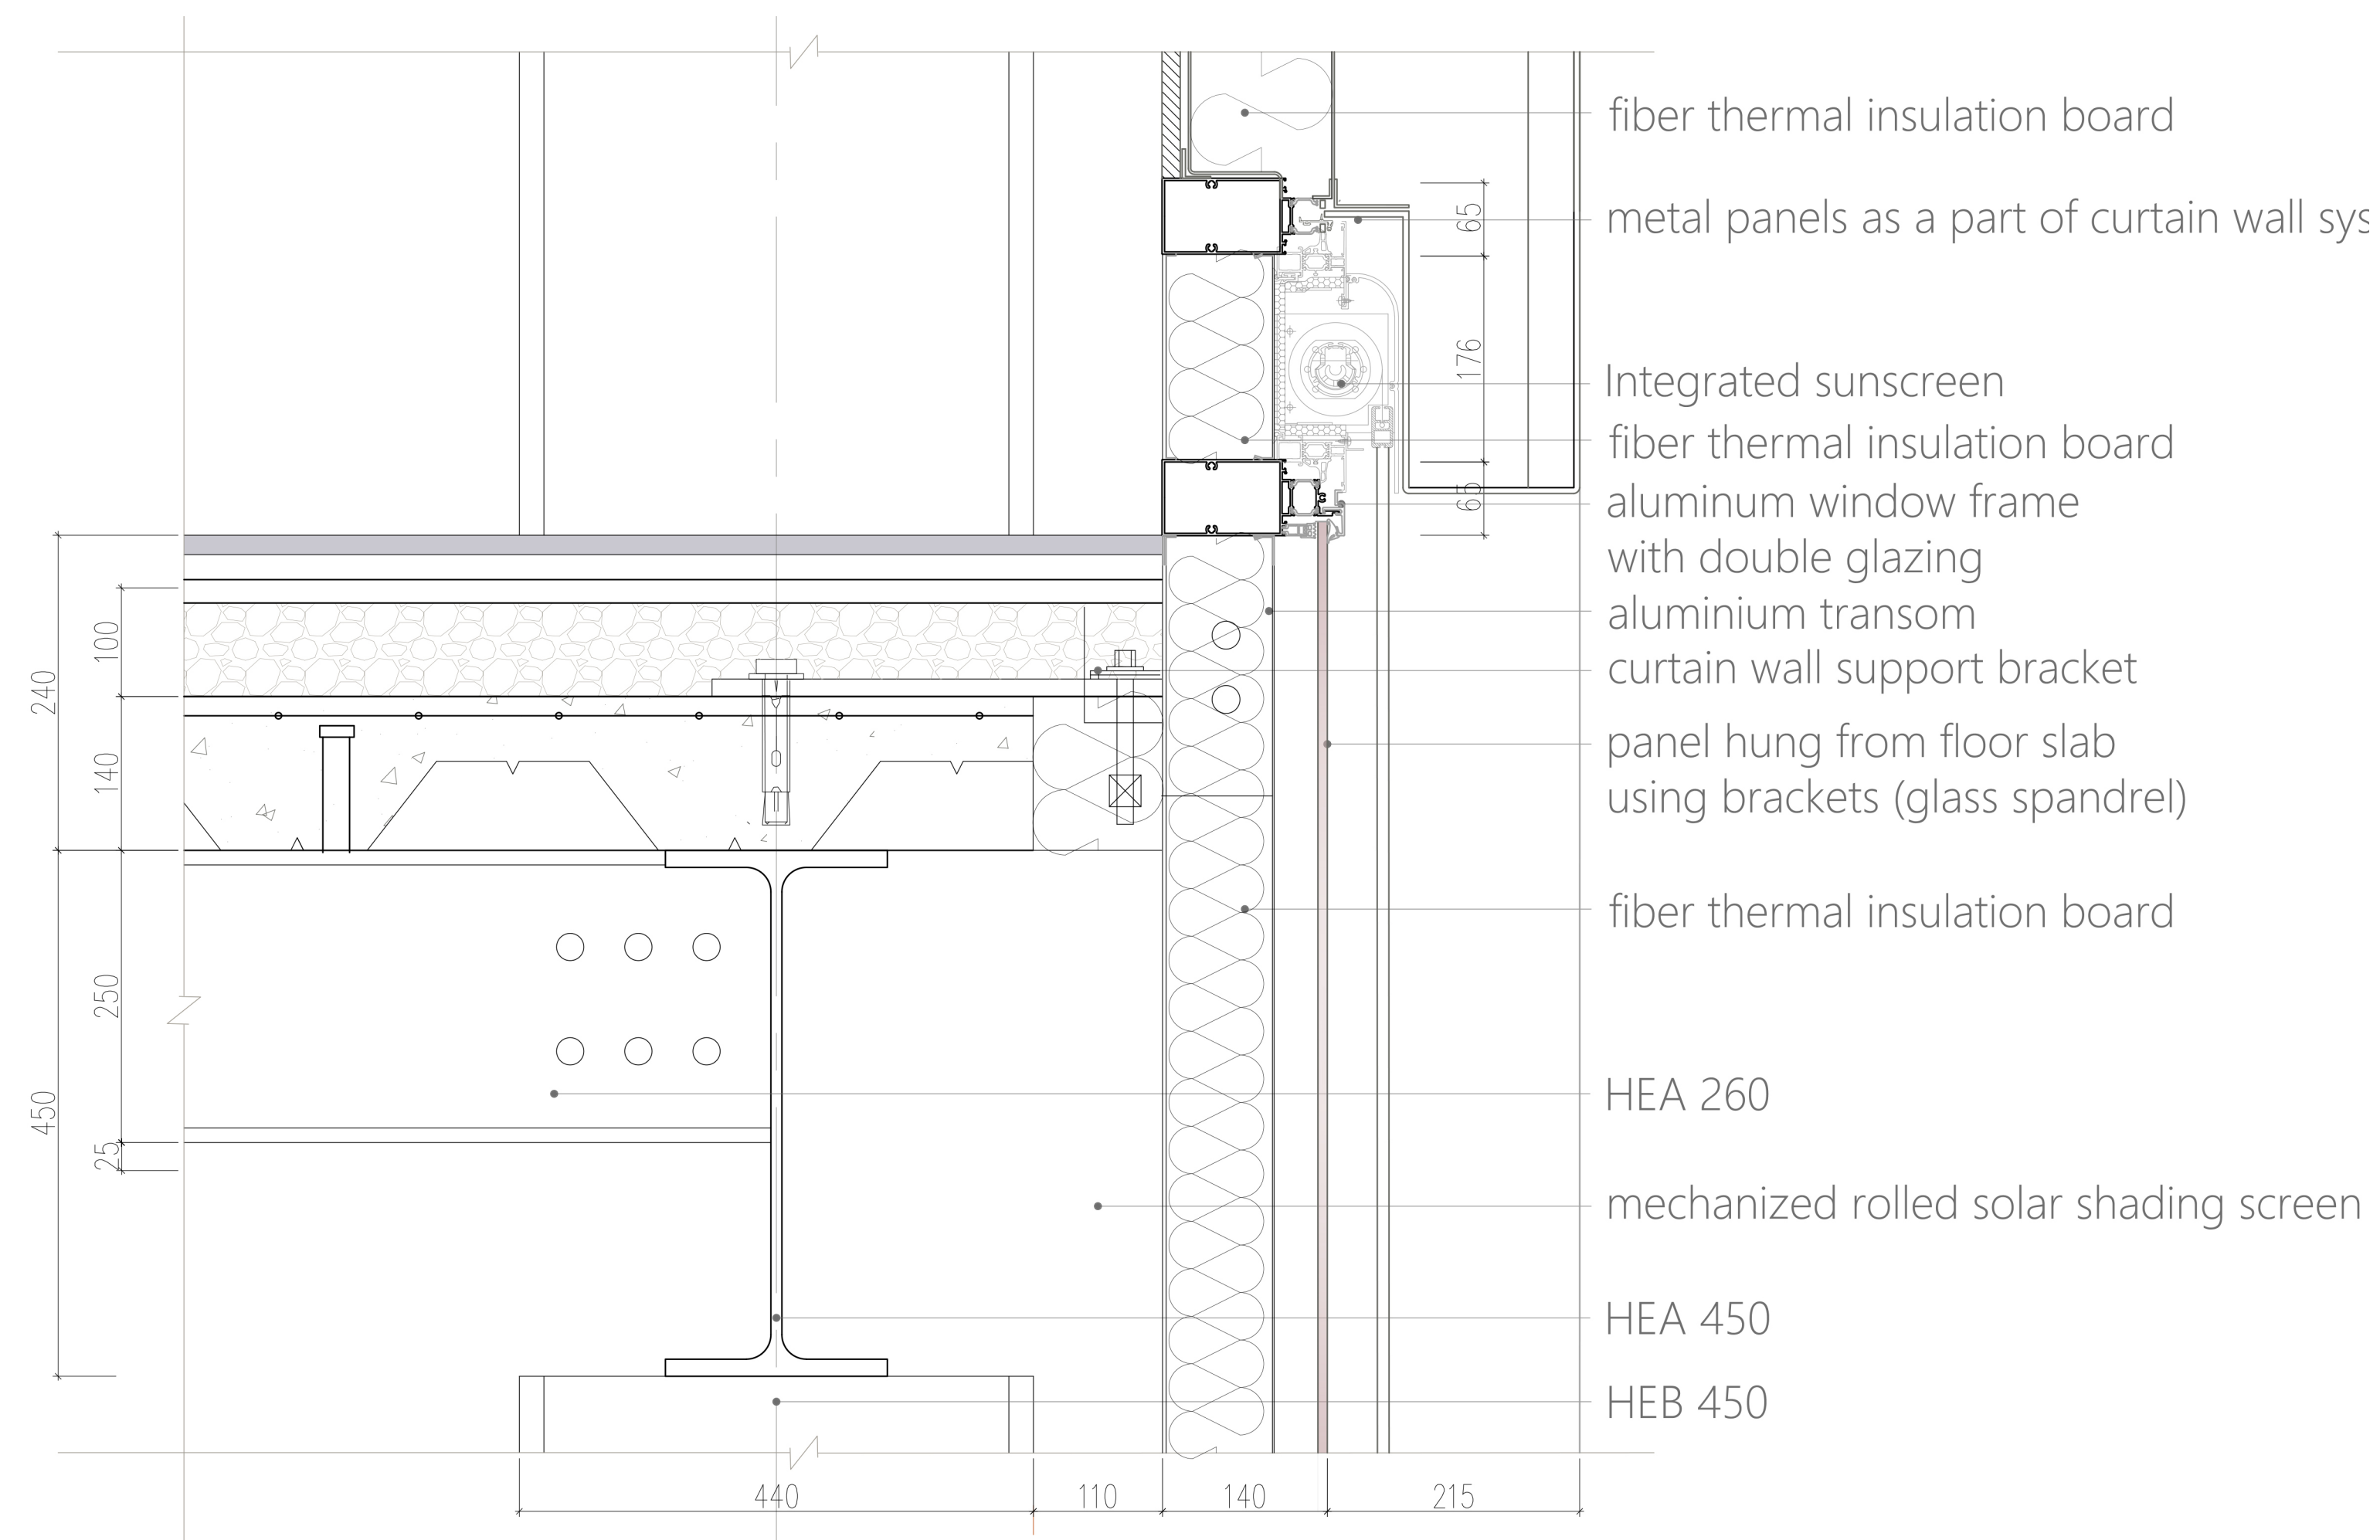 fiber thermal insulation board
65
metal panels as a part of curtain wall sys
176
Integrated sunscreen
fiber thermal insulation board
65
aluminum window frame
with double glazing
aluminium transom
100
curtain wall support bracket
240
panel hung from floor slab
140
using brackets (glass spandrel)
fiber thermal insulation board
250
HEA 260
450
25
mechanized rolled solar shading screen
HEA 450
HEB 450
440 110 140 215